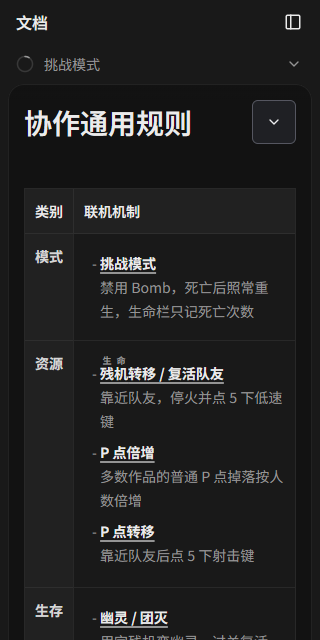 文档
挑战模式
协作通用规则
类别 联机机制
模式
- 挑战模式
禁用 Bomb，死亡后照常重
生，生命栏只记死亡次数
资源
生命
- 残机转移 / 复活队友
靠近队友，停火并点 5 下低速
键
- P 点倍增
多数作品的普通 P 点掉落按人
数倍增
- P 点转移
靠近队友后点 5 下射击键
生存
- 幽灵 / 团灭